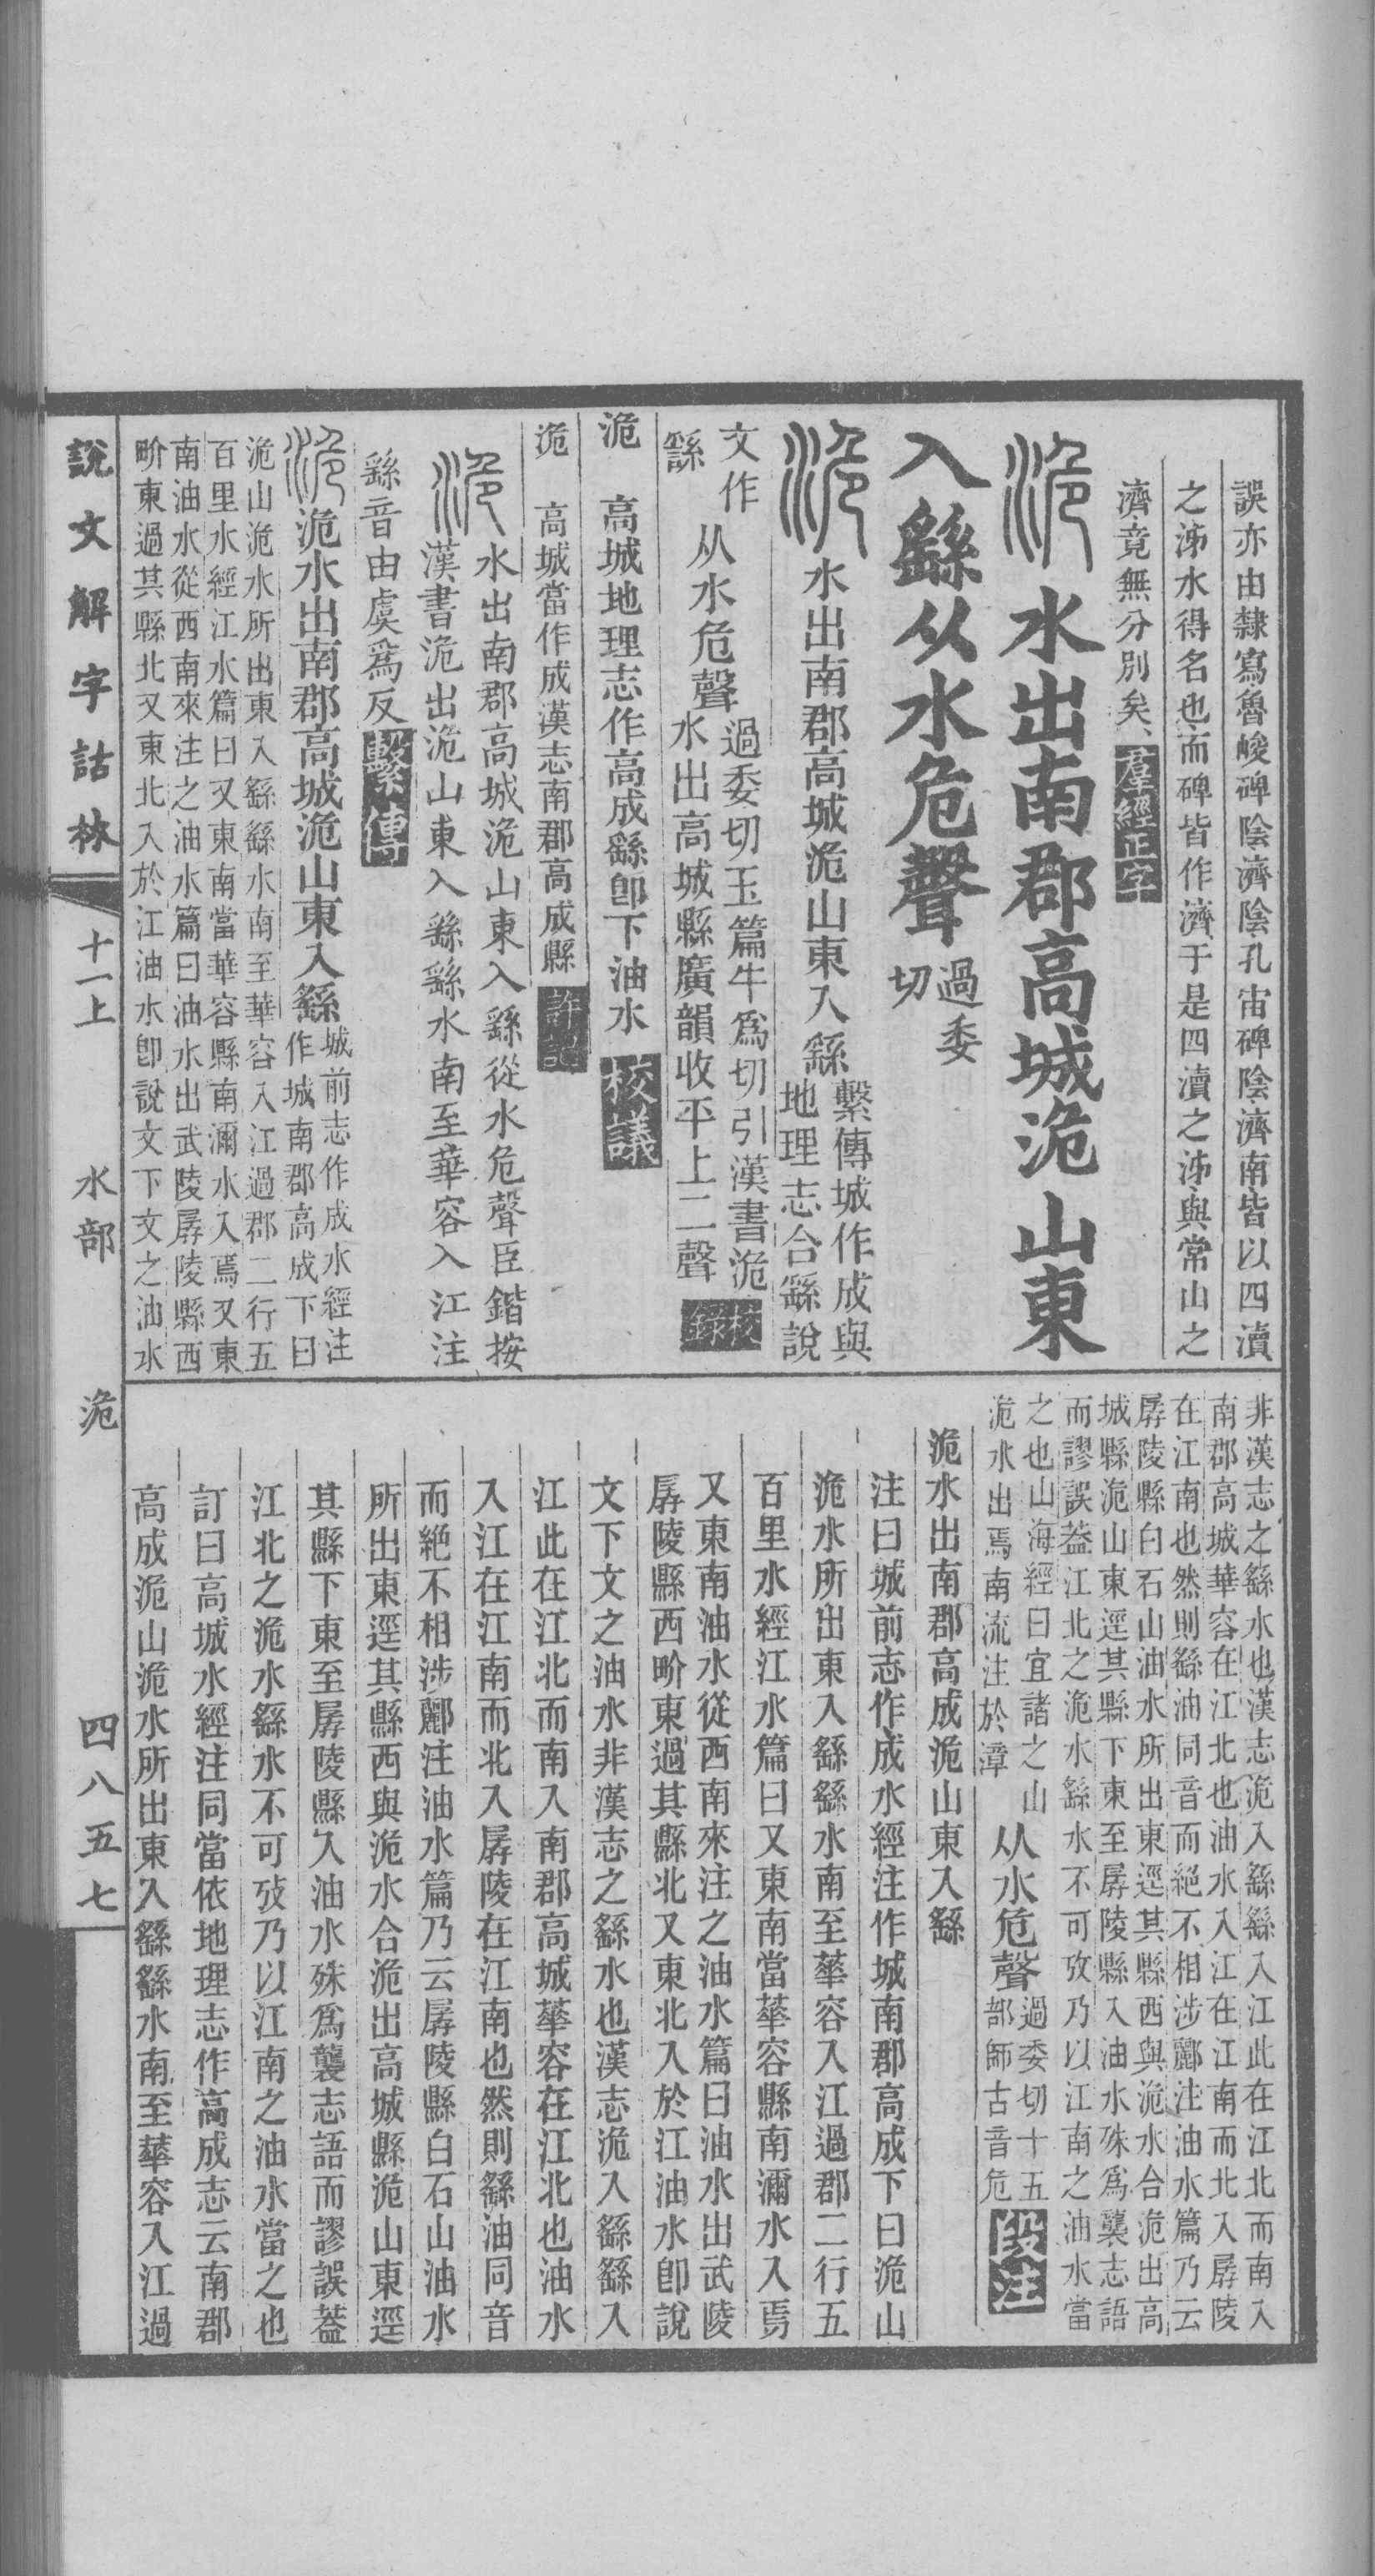 誤亦由隸寫魯峻碑陰濟陰孔宙碑陰濟南皆以四瀆
之泲水得名也而碑皆作濟于是四瀆之泲與常山之
濟竟無分別矣、羣經正字
水出南郡高城洈山東
入繇从水危聲過委切
水出南郡高城洈山東入繇繫傳城作成與地理志合繇說
文作繇从水危聲過委切玉篇牛爲切引漢書洈水出高城縣廣韻收平上二聲校錄
洈 高城地理志作高成繇卽下油水校議
洈 高城當作成漢志南郡高成縣許記
水出南郡高城洈山東入繇從水危聲臣鍇按
漢書洈出洈山東入繇繇水南至華容入江注
繇音由虞爲反繫傳
洈水出南郡高城洈山東入繇城前志作成水經注作城南郡高成下曰
洈山洈水所出東入繇繇水南至華容入江過郡二行五
百里水經江水篇曰又東南當華容縣南瀰水入焉又東
南油水從西南來注之油水篇曰油水出武陵孱陵縣西
畍東過其縣北又東北入於江油水卽說文下文之油水
說文解字詁林 十一上 水部 洈 四八五七
非漢志之繇水也漢志洈入繇繇入江此在江北而南入
南郡高城華容在江北也油水入江在江南而北入孱陵
在江南也然則繇油同音而絕不相涉酈注油水篇乃云
孱陵縣白石山油水所出東逕其縣西與洈水合洈出高
城縣洈山東逕其縣下東至孱陵縣入油水殊爲襲志語
而謬誤葢江北之洈水繇水不可攷乃以江南之油水當
之也山海經曰宜諸之山洈水出焉南流注於漳从水危聲過委切十五部師古音危段注
洈水出南郡高成洈山東入繇
注曰城前志作成水經注作城南郡高成下曰洈山
洈水所出東入繇繇水南至華容入江過郡二行五
百里水經江水篇曰又東南當華容縣南瀰水入焉
又東南油水從西南來注之油水篇曰油水出武陵
孱陵縣西畍東過其縣北又東北入於江油水卽說
文下文之油水非漢志之繇水也漢志洈入繇繇入
江此在江北而南入南郡高城華容在江北也油水
入江在江南而北入孱陵在江南也然則繇油同音
而絕不相涉酈注油水篇乃云孱陵縣白石山油水
所出東逕其縣西與洈水合洈出高城縣洈山東逕
其縣下東至孱陵縣入油水殊爲襲志語而謬誤葢
江北之洈水繇水不可攷乃以江南之油水當之也
訂曰高城水經注同當依地理志作高成志云南郡
高成洈山洈水所出東入繇繇水南至華容入江過